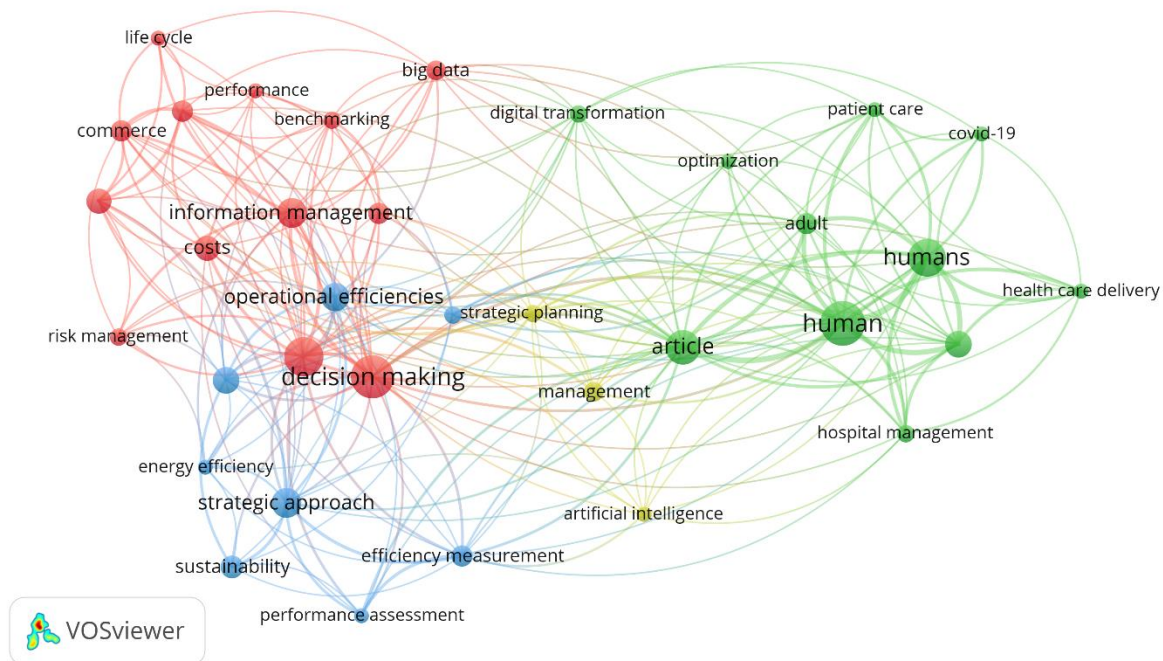 life cycle
big data
performance
digital transformation
patient care
benchmarking
commerce
covid-19
optimization
information management
adult
costs
humans
operational efficiencies
health care delivery
strategic planning
human
risk management
article
decision making
management
hospital management
energy efficiency
strategic approach
artificial intelligence
efficiency measurement
sustainability
performance assessment
VOSviewer